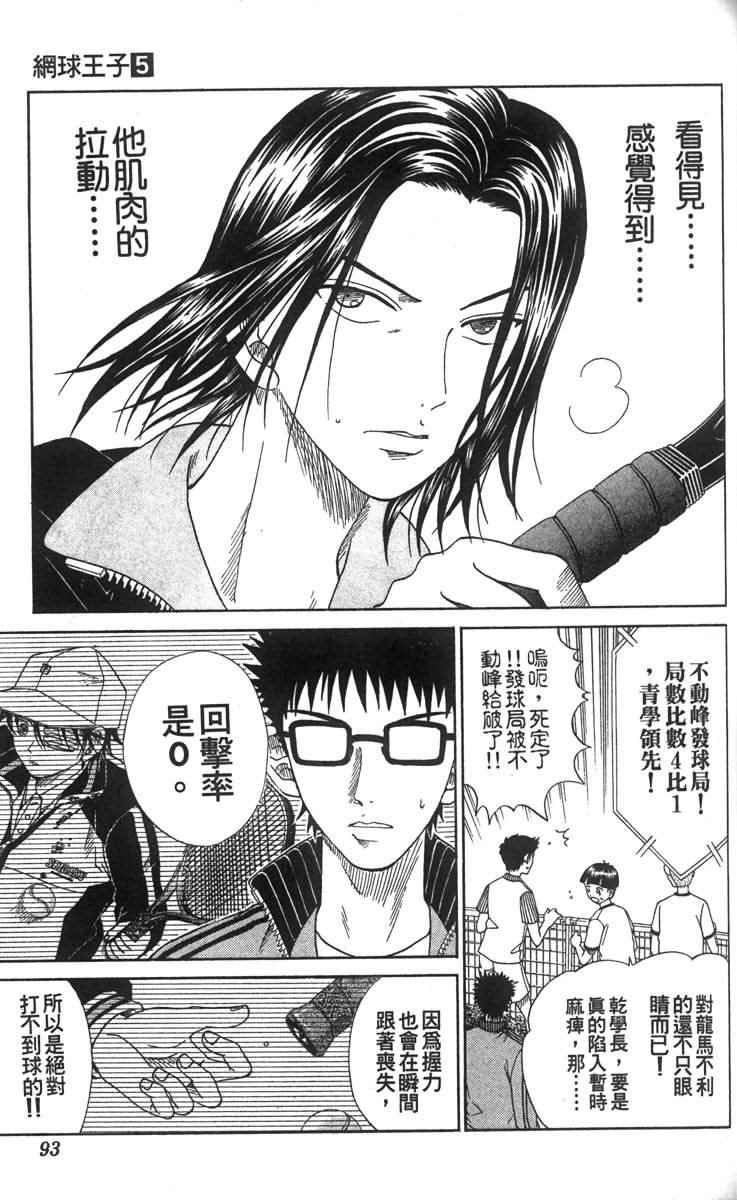 網球王子5
看得見……
感覺得到……
他肌肉的
拉動……
不動峰發球局！
局數比數4比1
，青學領先！
嗚呃，死定了
!!發球局被不
動峰給破了!!
對龍馬不利
的還不只眼
睛而已！
乾學長，要是
真的陷入暫時
麻痺，那……
回擊率
是0。
因為握力
也會在瞬間
跟著喪失，
所以是絕對
打不到球的!!
93